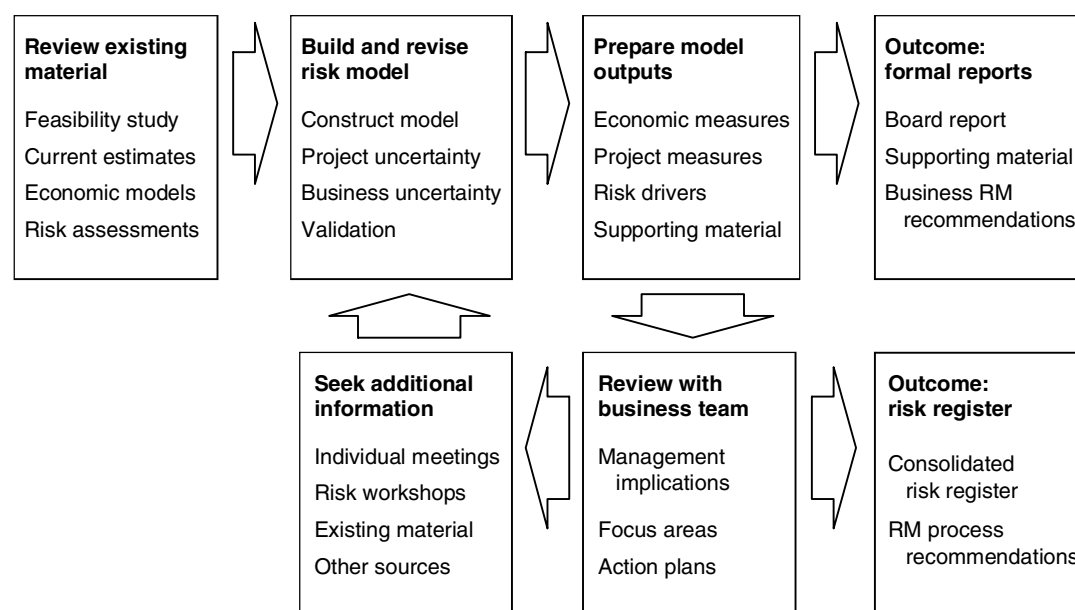 Review existing
material
Feasibility study
Current estimates
Economic models
Risk assessments
Build and revise
risk model
Construct model
Project uncertainty
Business uncertainty
Validation
Prepare model
outputs
Economic measures
Project measures
Risk drivers
Supporting material
Outcome:
formal reports
Board report
Supporting material
Business RM
recommendations
Seek additional
information
Individual meetings
Risk workshops
Existing material
Other sources
Review with
business team
Management
implications
Focus areas
Action plans
Outcome:
risk register
Consolidated
risk register
RM process
recommendations